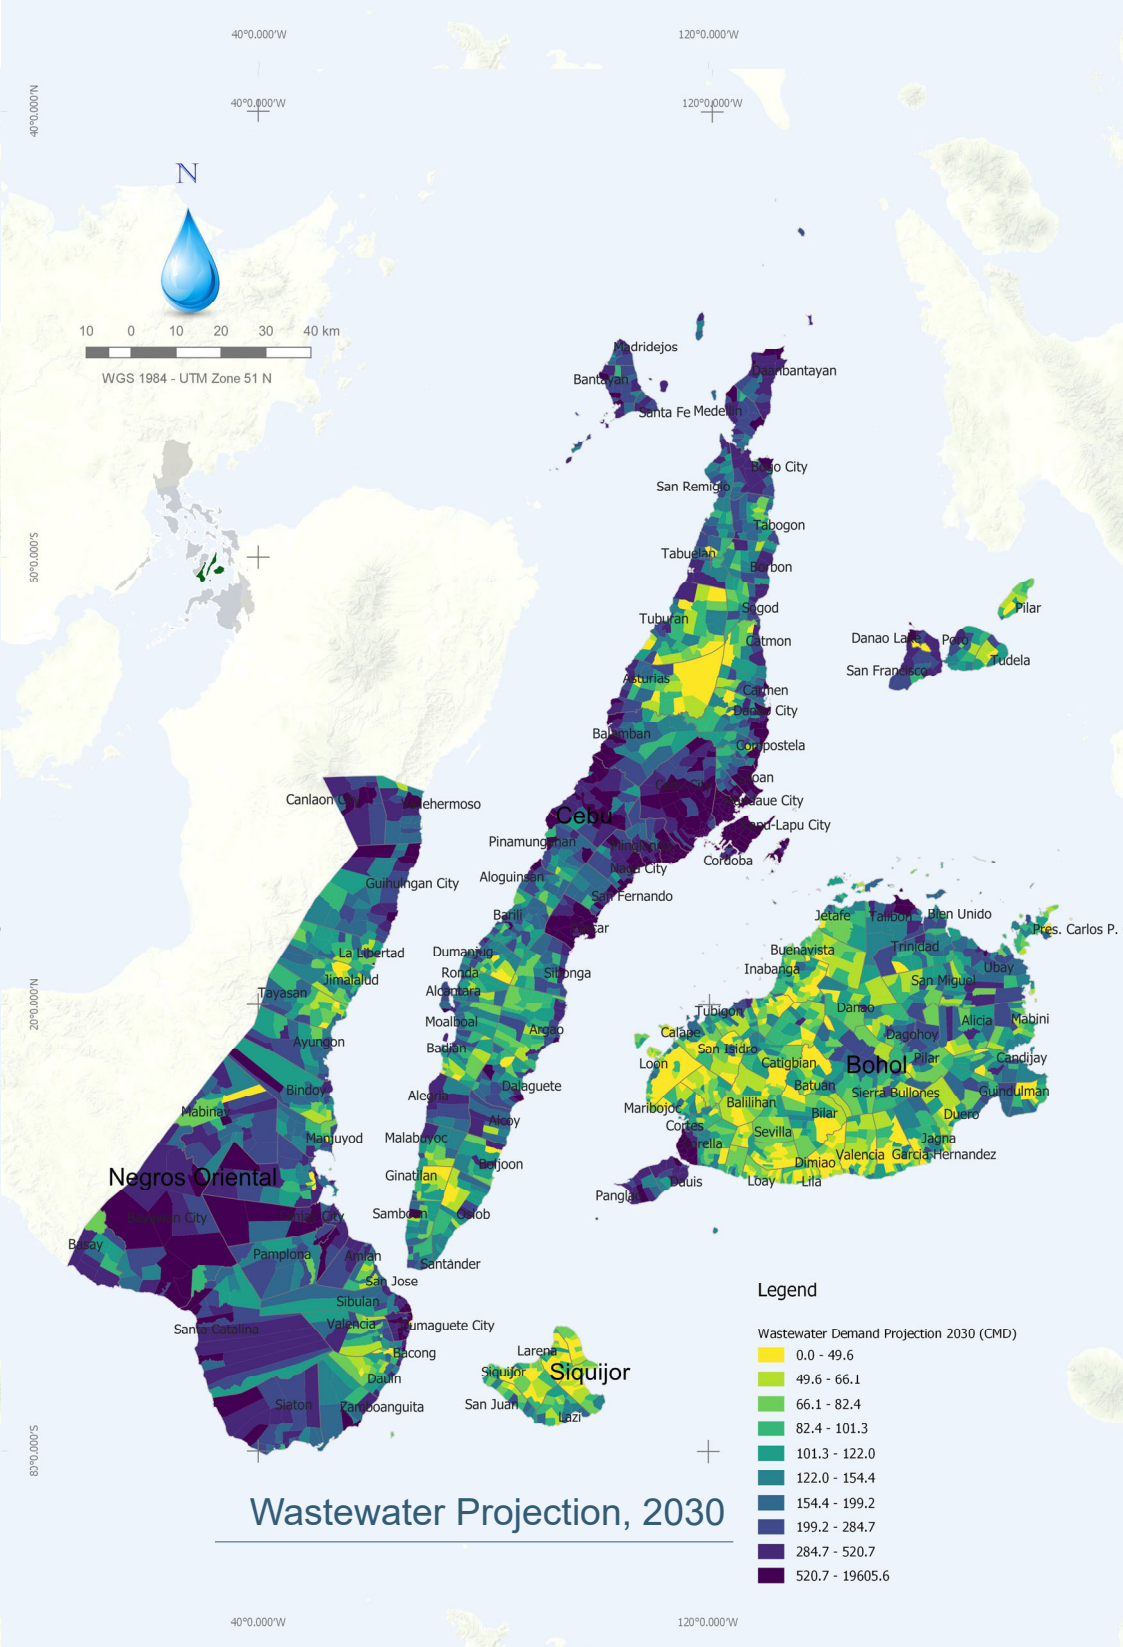 40°0.000'W 120°0.000'W
40°0.000'W 120°0.000'W
40°0.000'N
N
10 0 10 20 30 40 km
WGS 1984 - UTM Zone 51 N
Madridejos
Bantayan
Daanbantayan
Santa Fe Medellin
Bogo City
San Remigio
Tabogon
50°0.000'S
Tabuelan
Borbon
Sogod
Pilar
Tuburan
Catmon
Danao Lake Poro
Tudela
San Francisco
Asturias
Carmen
Danao City
Balamban
Compostela
Canlaon
Vallehermoso
Cebu
Pinamungahan
Minglanilla
Cordoba
Naga City
Aloguinsan
Guihulngan City
San Fernando
Barili
Jetafe Talibon Bien Unido
Pres. Carlos P.
Trinidad
La Libertad Dumanjug
Buenavista
Ronda Sibonga
Inabanga
Ubay
Jimalalud
San Miguel
Tayasan
Alcantara
20°0.000'N
Danao
Tubigon
Alicia Mabini
Moalboal
Argao
Calape
Dagohoy
Ayungon
Badian
San Isidro
Loon
Catigbian
Bohol
Pilar
Candijay
Bindoy
Alegria
Dalaguete
Batuan
Sierra Bullones Guindulman
Mabinay
Maribojoc
Balilihan
Bilar
Duero
Alcoy
Cortes
Sevilla
Manjuyod
Malabuyoc
Jagna
Boljoon
Dimiao Valencia Garcia Hernandez
Negros Oriental
Ginatilan
Dauis
Loay Lila
Panglao
Samboan
Oslob
Basay
Pamplona
Amlan
Santander
San Jose
Sibulan
Santa Catalina
Valencia
Dumaguete City
Bacong
Larena
Siquijor
Siquijor
Dauin
San Juan
Lazi
Siaton
Zamboanguita
80°0.000'S
Legend
Wastewater Demand Projection 2030 (CMD)
0.0 - 49.6
49.6 - 66.1
66.1 - 82.4
82.4 - 101.3
101.3 - 122.0
122.0 - 154.4
154.4 - 199.2
199.2 - 284.7
284.7 - 520.7
520.7 - 19605.6
Wastewater Projection, 2030
40°0.000'W 120°0.000'W